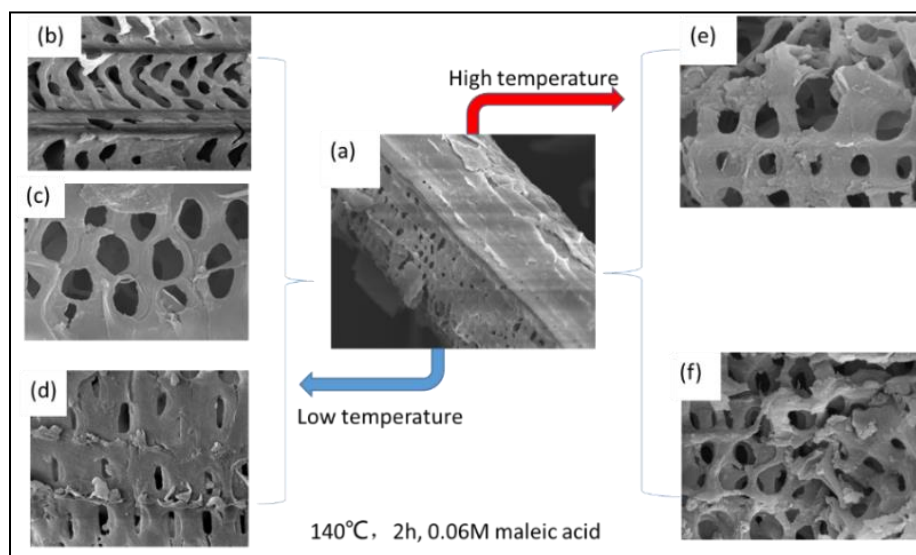 (b)
(e)
High temperature
(a)
(c)
(d)
Low temperature
(f)
140℃，2h, 0.06M maleic acid